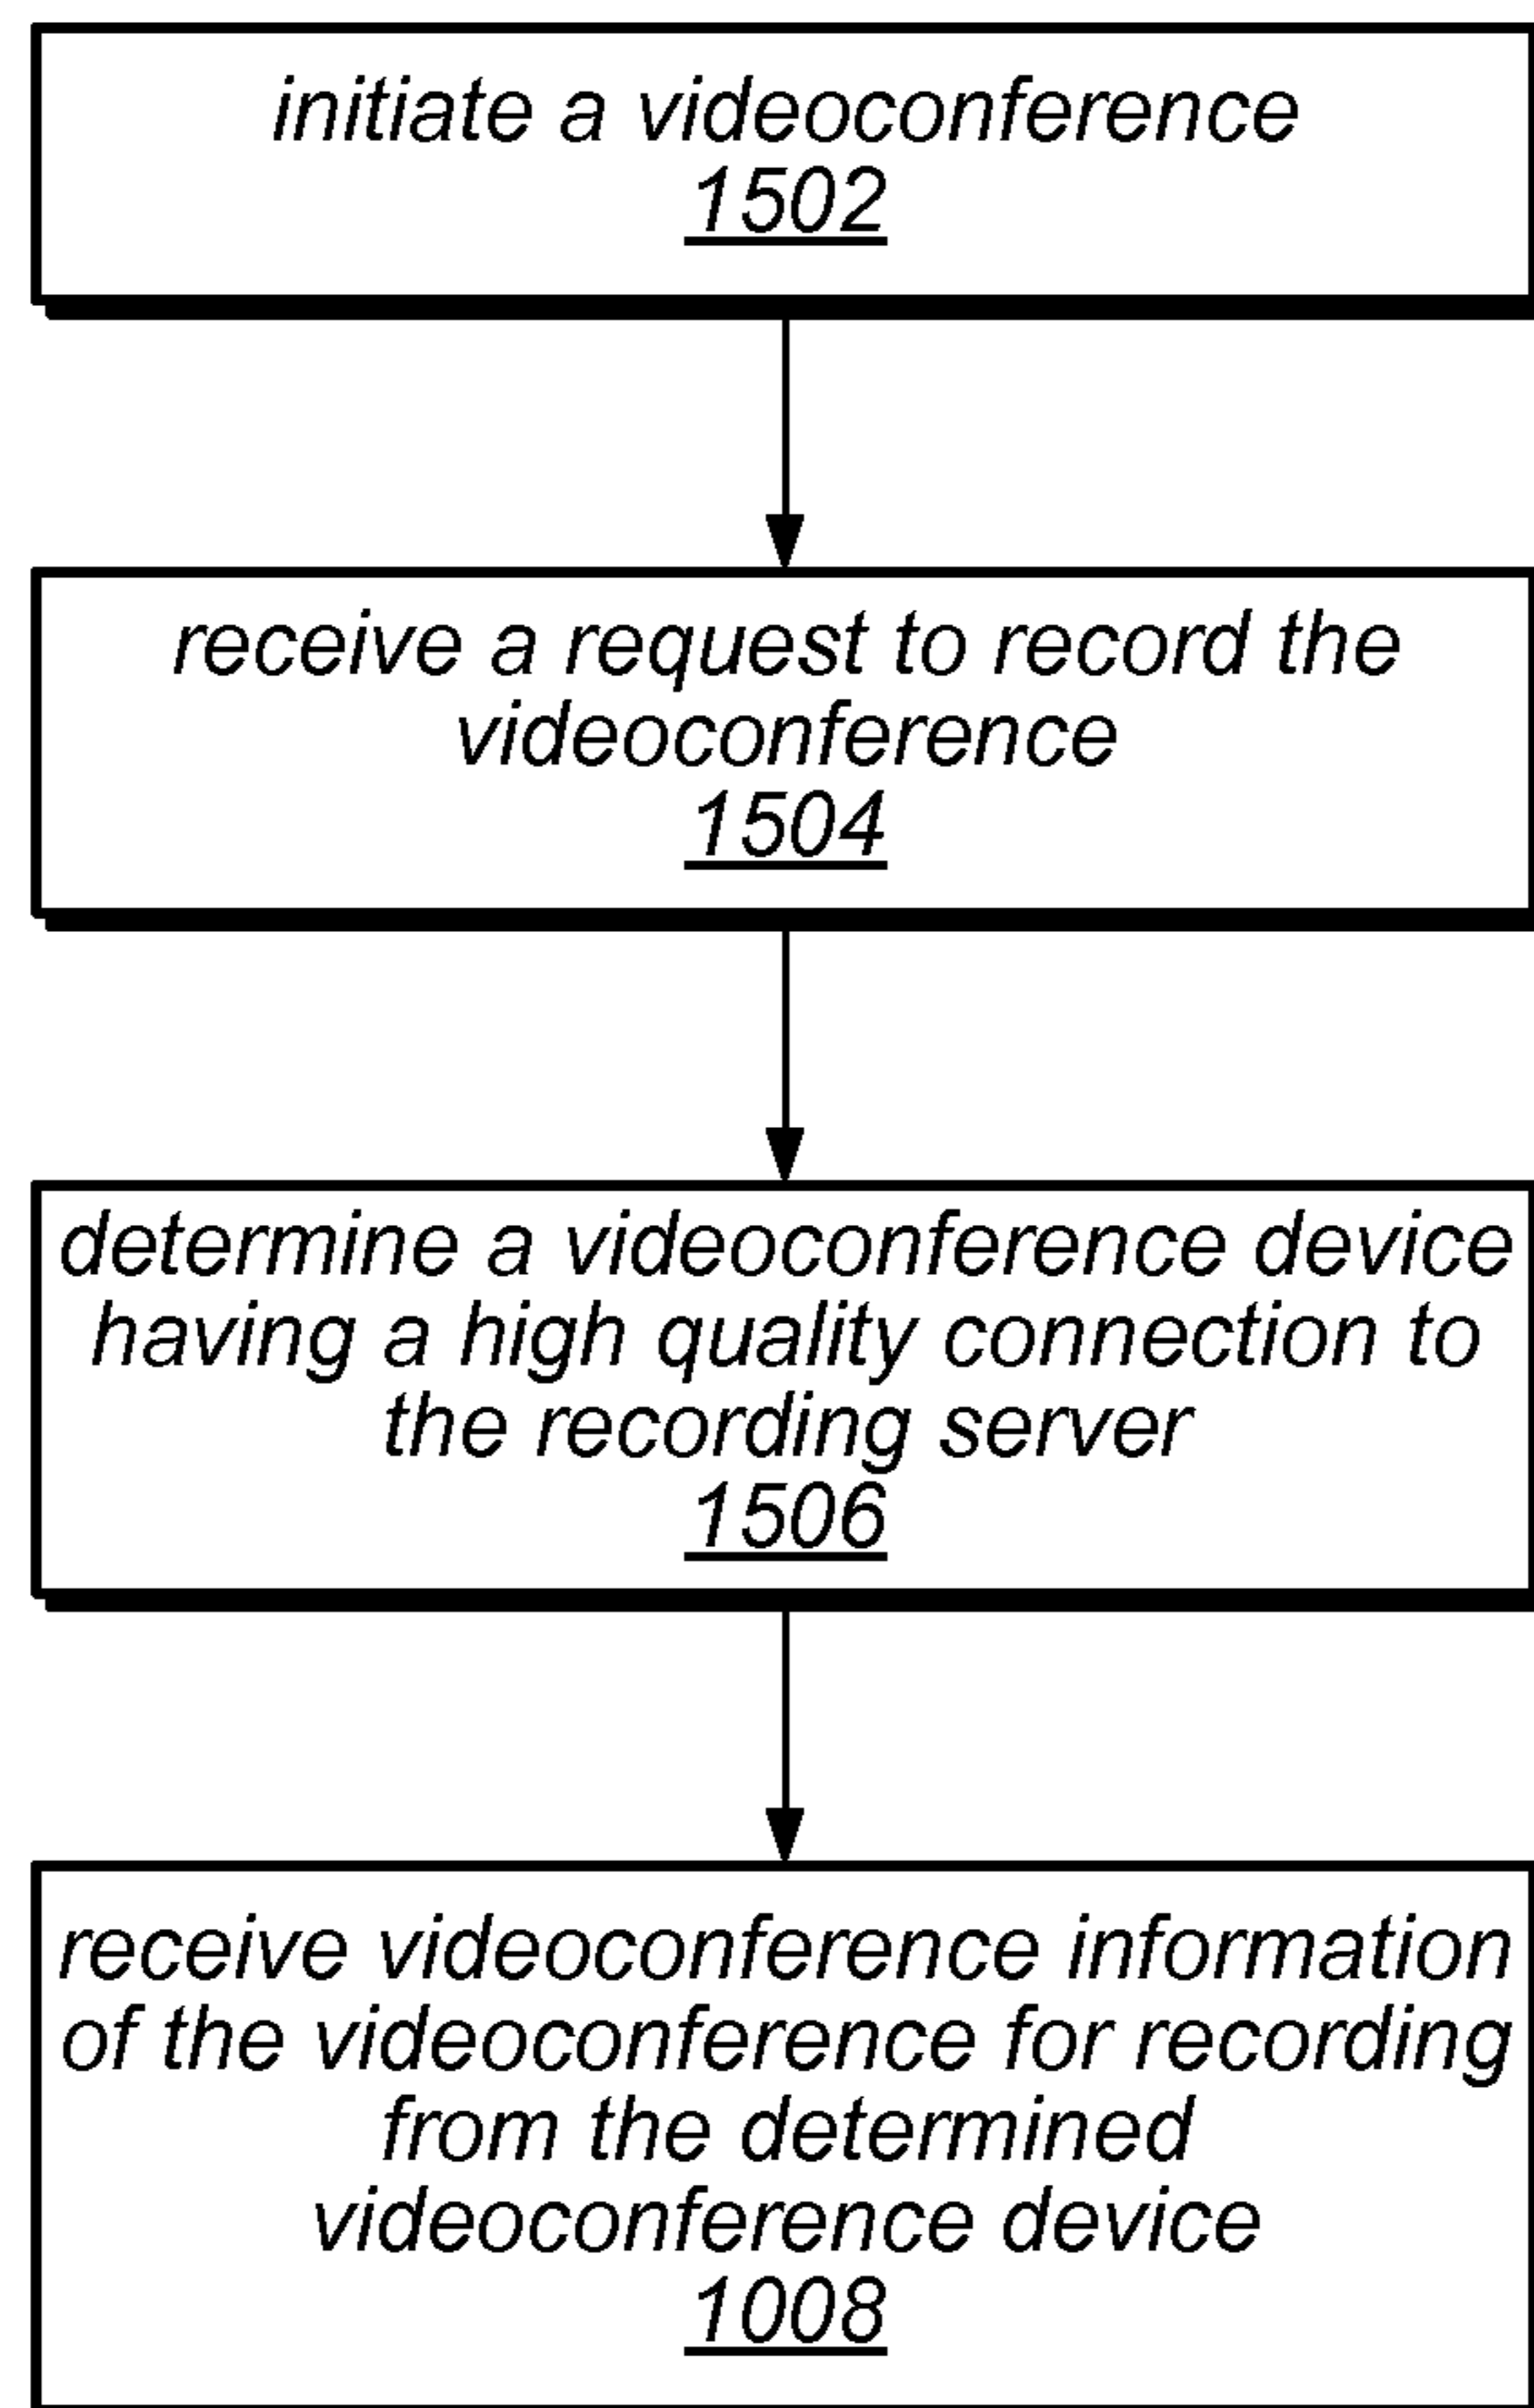 initiate a videoconference
1502
receive a request to record the
videoconference
1504
determine a videoconference device
having a high quality connection to
the recording server
1506
receive videoconference information
of the videoconference for recording
from the determined
videoconference device
1008